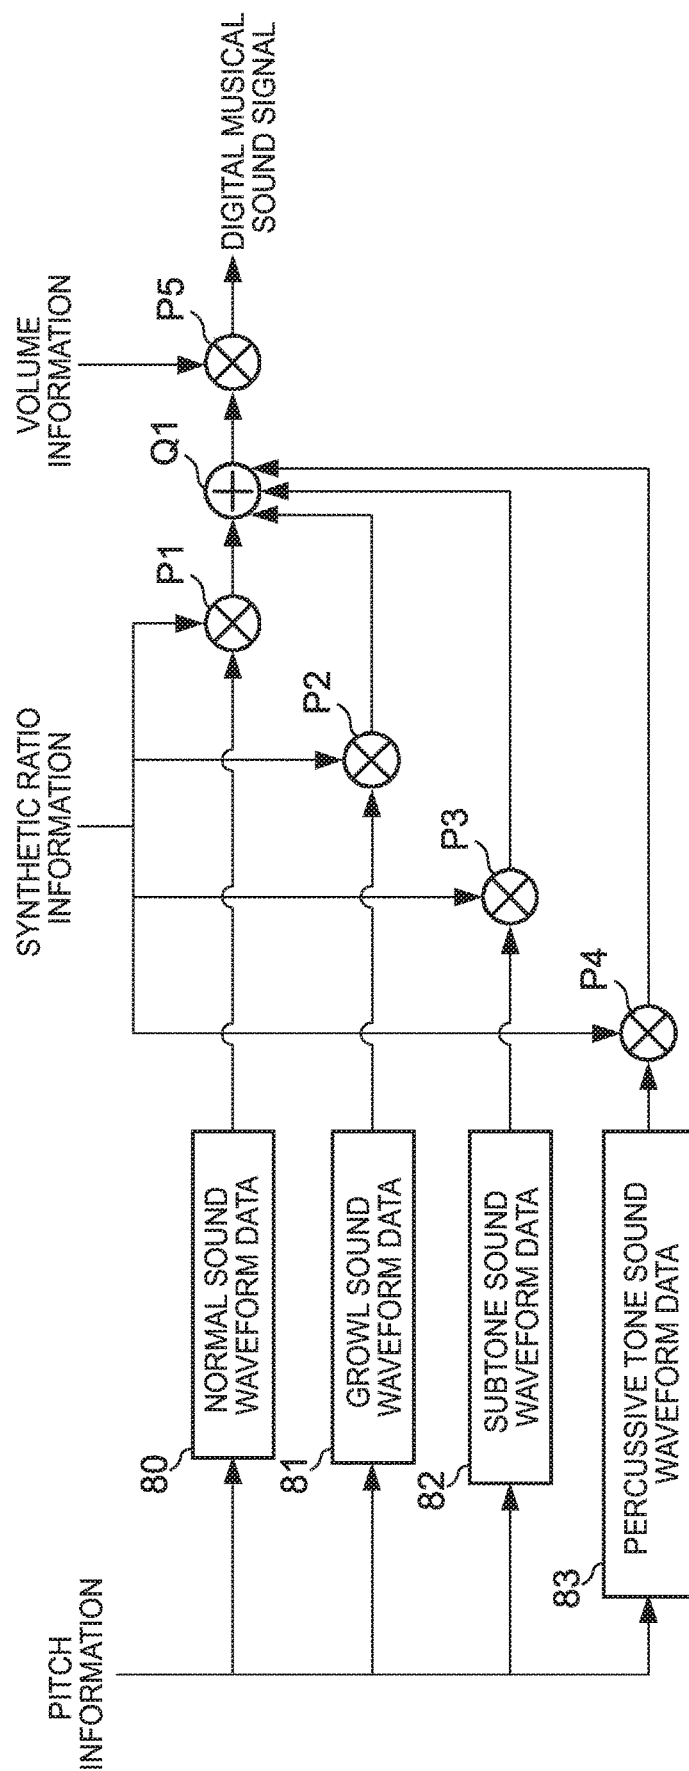 PITCH
INFORMATION
SYNTHETIC RATIO
INFORMATION
VOLUME
INFORMATION
80
NORMAL SOUND
WAVEFORM DATA
P1
Q1
P5
DIGITAL MUSICAL
SOUND SIGNAL
81
GROWL SOUND
WAVEFORM DATA
P2
82
SUBTONE SOUND
WAVEFORM DATA
P3
83
PERCUSSIVE TONE SOUND
WAVEFORM DATA
P4